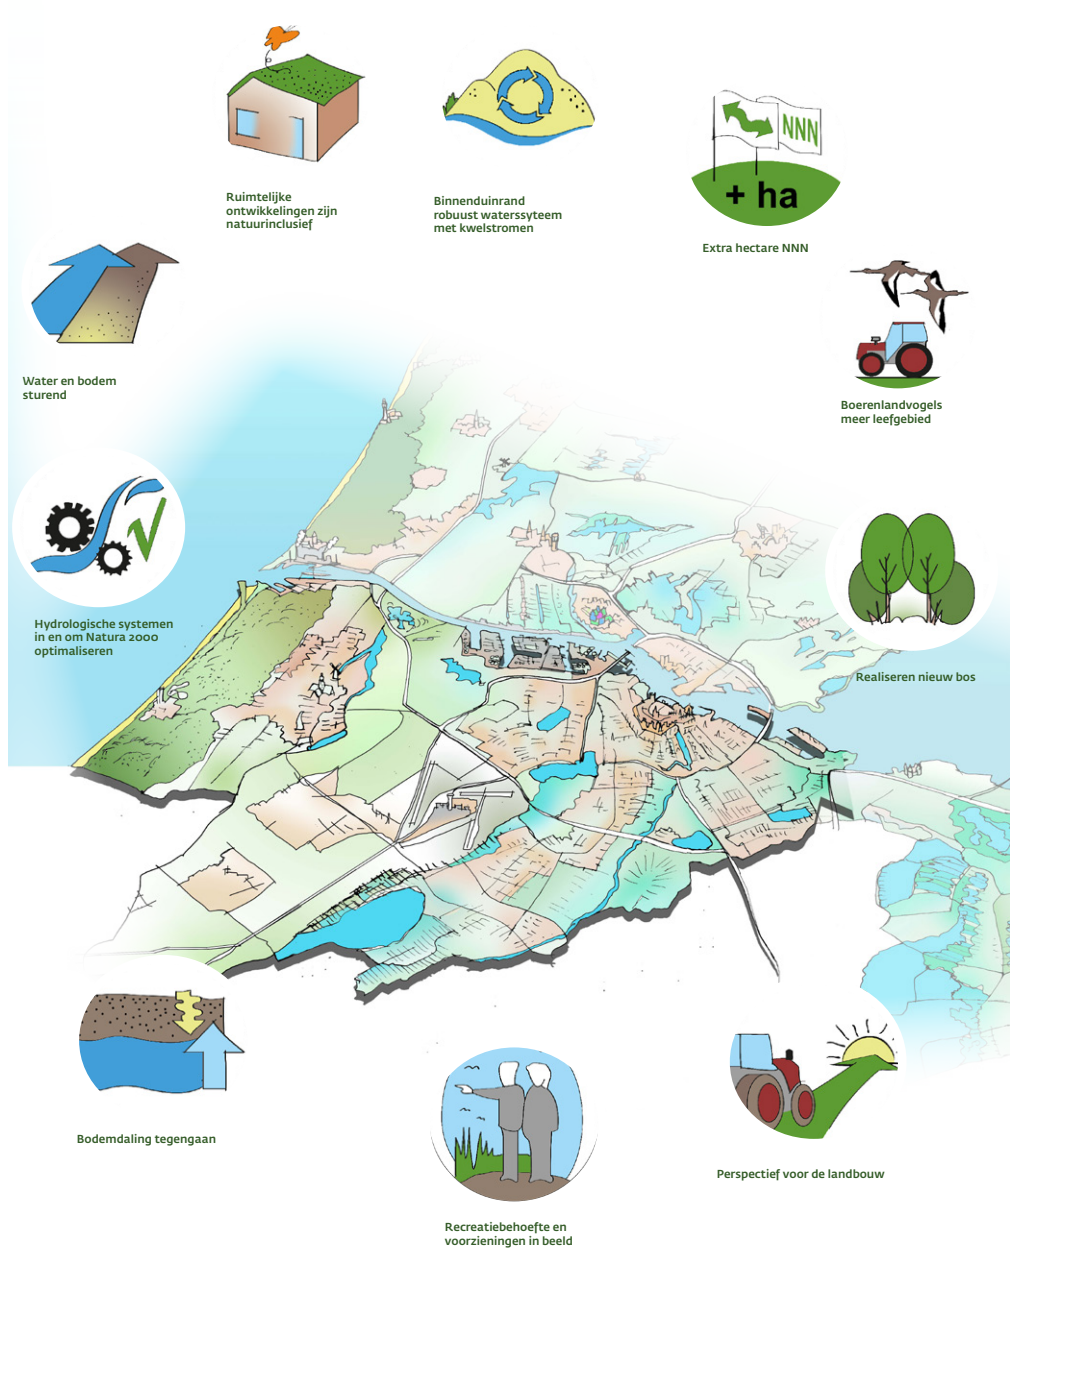 NNN
+ ha
Ruimtelijke
ontwikkelingen zijn
natuurinclusief
Binnenduinrand
robuust waterssyteem
met kwelstromen
Extra hectare NNN
Water en bodem
sturend
Boerenlandvogels
meer leefgebied
Hydrologische systemen
in en om Natura 2000
optimaliseren
Realiseren nieuw bos
Bodemdaling tegengaan
Perspectief voor de landbouw
Recreatiebehoefte en
voorzieningen in beeld